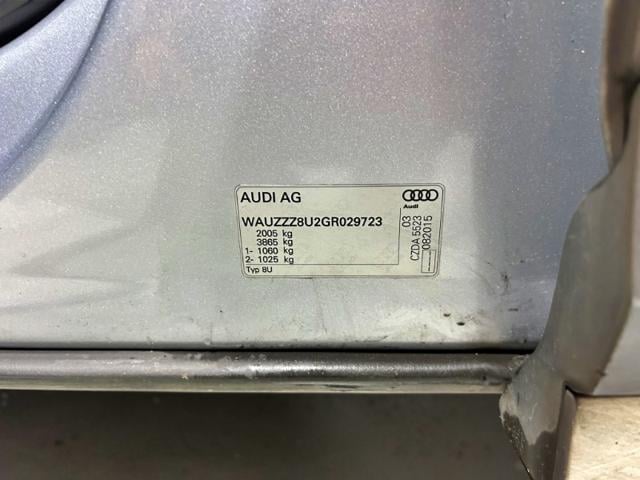 AUDI AG
Audi
WAUZZZ8U2GR029723
2005 kg
3865 kg
1- 1060 kg
2- 1025 kg
Typ 8U
03
CZDA 5523
082015